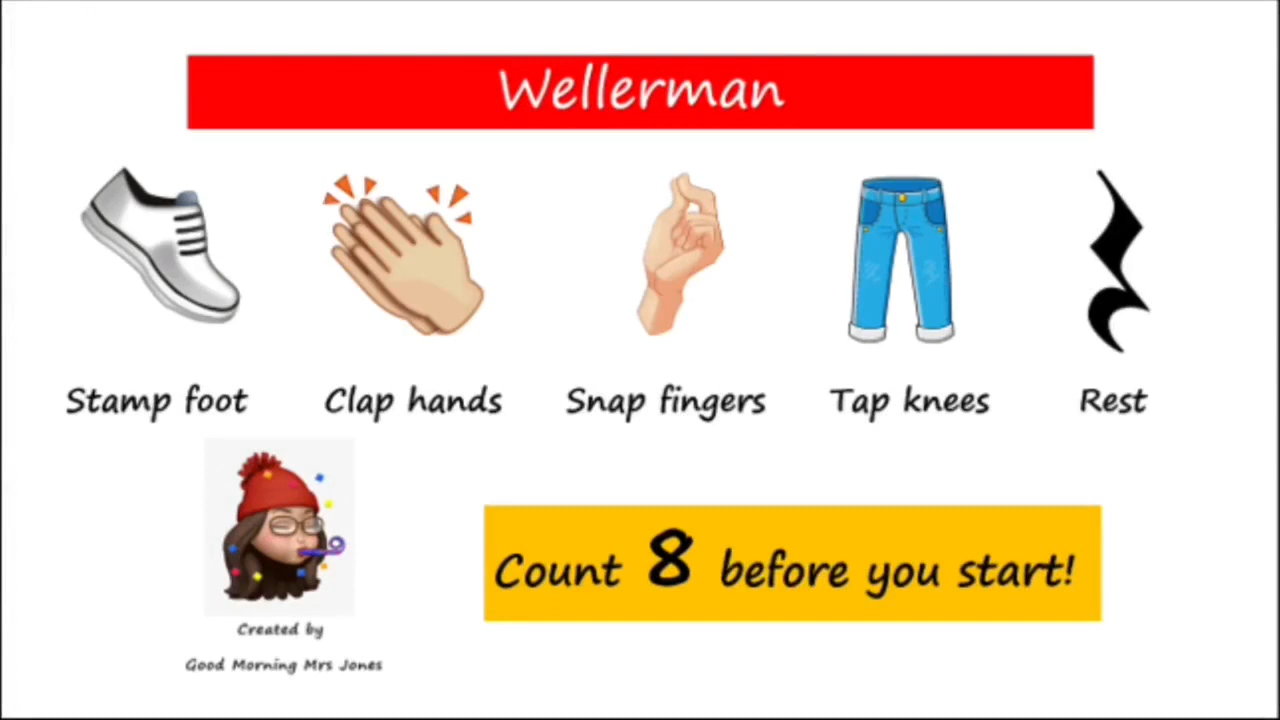 Wellerman
Stamp foot Clap hands Snap fingers Tap knees Rest
Count 8 before you start!
Created by
Good Morning Mrs Jones